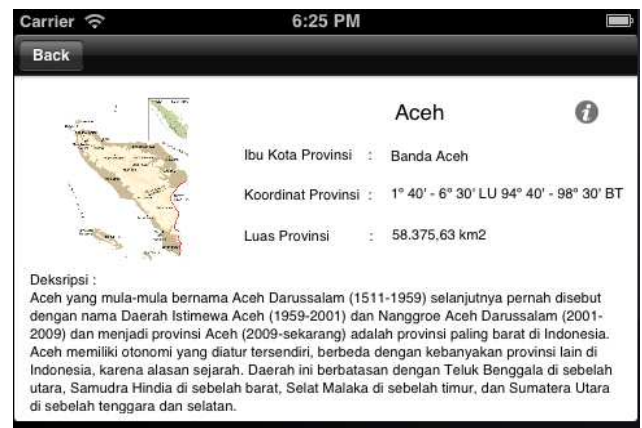 Carrier 6:25 PM
Back
Aceh
Ibu Kota Provinsi : Banda Aceh
Koordinat Provinsi : 1° 40' - 6° 30' LU 94° 40' - 98° 30' BT
Luas Provinsi : 58.375,63 km2
Deksripsi :
Aceh yang mula-mula bernama Aceh Darussalam (1511-1959) selanjutnya pernah disebut
dengan nama Daerah Istimewa Aceh (1959-2001) dan Nanggroe Aceh Darussalam (2001-
2009) dan menjadi provinsi Aceh (2009-sekarang) adalah provinsi paling barat di Indonesia.
Aceh memiliki otonomi yang diatur tersendiri, berbeda dengan kebanyakan provinsi lain di
Indonesia, karena alasan sejarah. Daerah ini berbatasan dengan Teluk Benggala di sebelah
utara, Samudra Hindia di sebelah barat, Selat Malaka di sebelah timur, dan Sumatera Utara
di sebelah tenggara dan selatan.